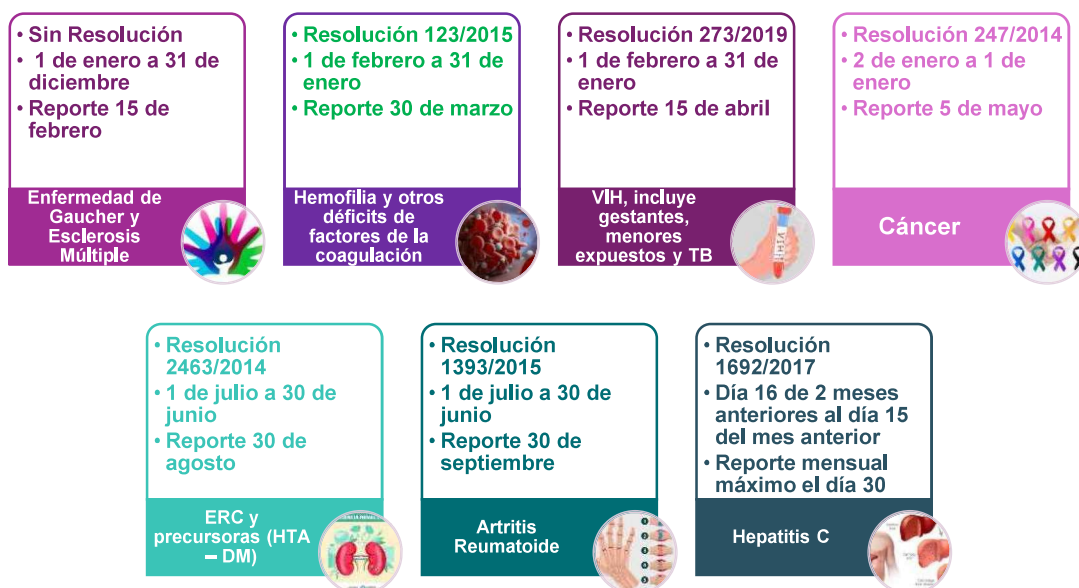 • Sin Resolución
• 1 de enero a 31 de
diciembre
• Reporte 15 de
febrero
Enfermedad de
Gaucher y
Esclerosis
Múltiple
• Resolución 123/2015
• 1 de febrero a 31 de
enero
• Reporte 30 de marzo
Hemofilia y otros
déficits de
factores de la
coagulación
• Resolución 273/2019
• 1 de febrero a 31 de
enero
• Reporte 15 de abril
VIH, incluye
gestantes,
menores
expuestos y TB
• Resolución 247/2014
• 2 de enero a 1 de
enero
• Reporte 5 de mayo
Cáncer
• Resolución
2463/2014
• 1 de julio a 30 de
junio
• Reporte 30 de
agosto
ERC y
precursoras (HTA
– DM)
• Resolución
1393/2015
• 1 de julio a 30 de
junio
• Reporte 30 de
septiembre
Artritis
Reumatoide
• Resolución
1692/2017
• Día 16 de 2 meses
anteriores al día 15
del mes anterior
• Reporte mensual
máximo el día 30
Hepatitis C